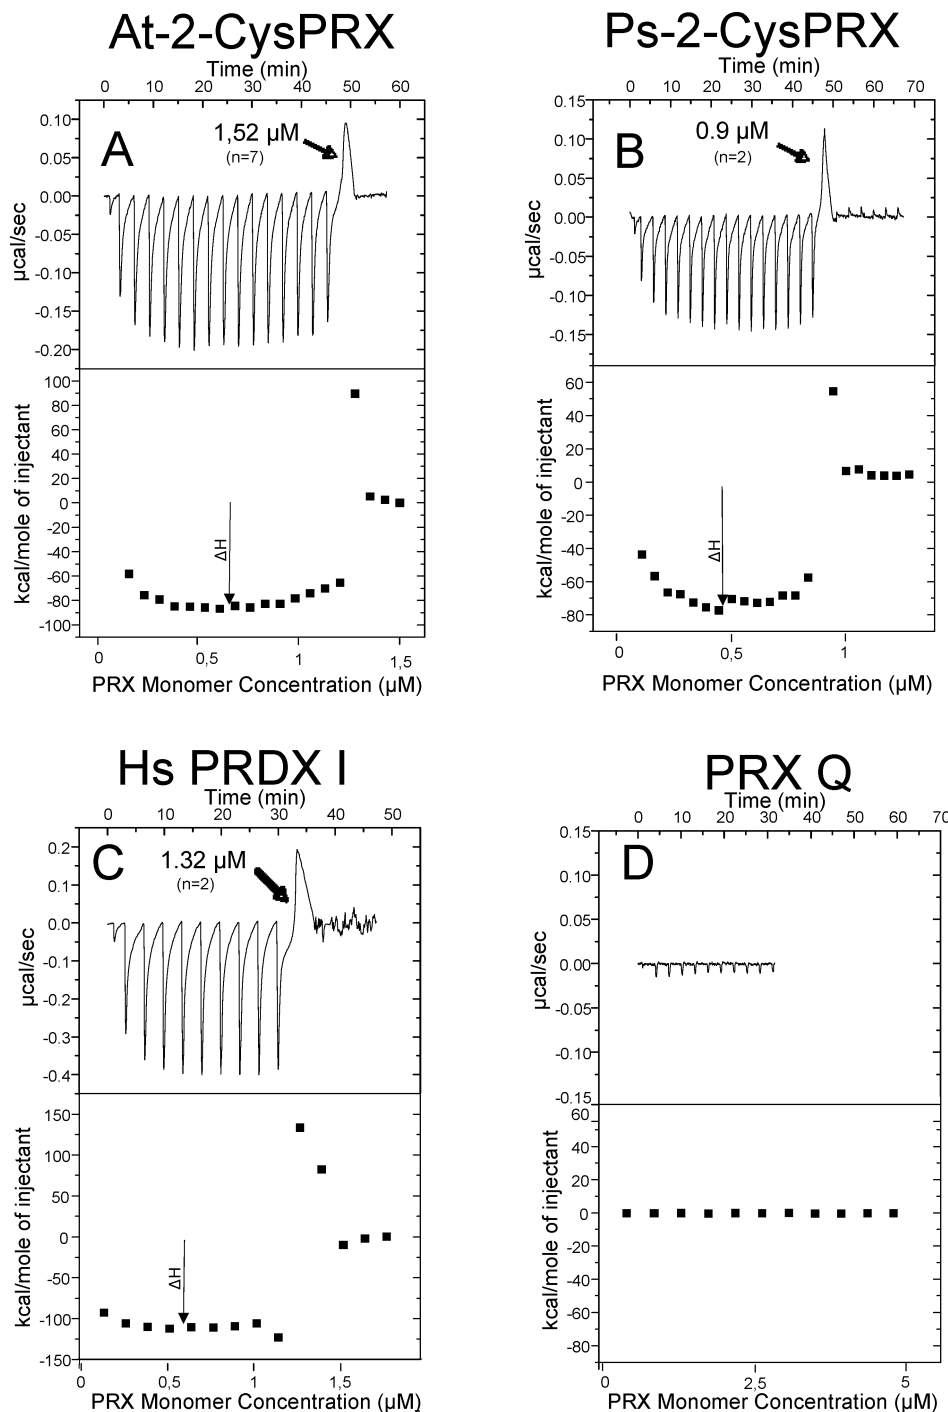 At-2-CysPRX
Time (min)
0 10 20 30 40 50 60
A
1,52 µM
(n=7)
µcal/sec
0.10
0.05
0.00
-0.05
-0.10
-0.15
-0.20
kcal/mole of injectant
100
80
60
40
20
0
-20
-40
-60
-80
-100
ΔH
0 0,5 1 1,5
PRX Monomer Concentration (µM)
Ps-2-CysPRX
Time (min)
0 10 20 30 40 50 60 70
B
0.9 µM
(n=2)
µcal/sec
0.15
0.10
0.05
0.00
-0.05
-0.10
-0.15
kcal/mole of injectant
60
40
20
0
-20
-40
-60
-80
ΔH
0 0,5 1
PRX Monomer Concentration (µM)
Hs PRDX I
Time (min)
0 10 20 30 40 50
C
1.32 µM
(n=2)
µcal/sec
0.2
0.1
0.0
-0.1
-0.2
-0.3
-0.4
kcal/mole of injectant
150
100
50
0
-50
-100
-150
ΔH
0 0,5 1 1,5
PRX Monomer Concentration (µM)
PRX Q
Time (min)
0 10 20 30 40 50 60 70
D
µcal/sec
0.15
0.10
0.05
0.00
-0.05
-0.10
-0.15
kcal/mole of injectant
60
40
20
0
-20
-40
-60
-80
0 2,5 5
PRX Monomer Concentration (µM)